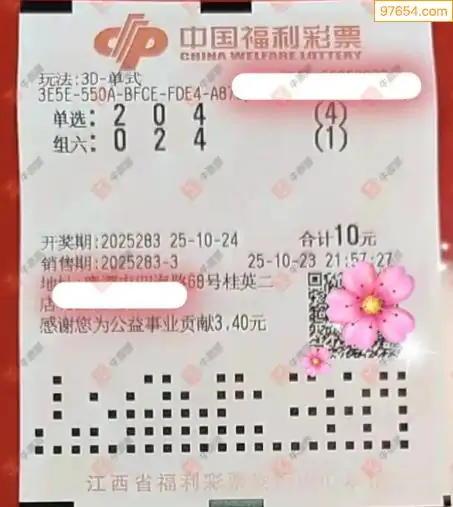 97654.com
中国福利彩票
CHINA WELFARE LOTTERY
玩法:3D-单式
3E5E-550A-BFCE-FDE4-A87
单选: 2 0 4 (4)
组六: 0 2 4 (1)
开奖期:2025283 25-10-24 合计10元
销售期:2025283-3 25-10-23 21:57:27
地址: 68号桂英二
店
感谢您为公益事业贡献3.40元
江西省福利彩票